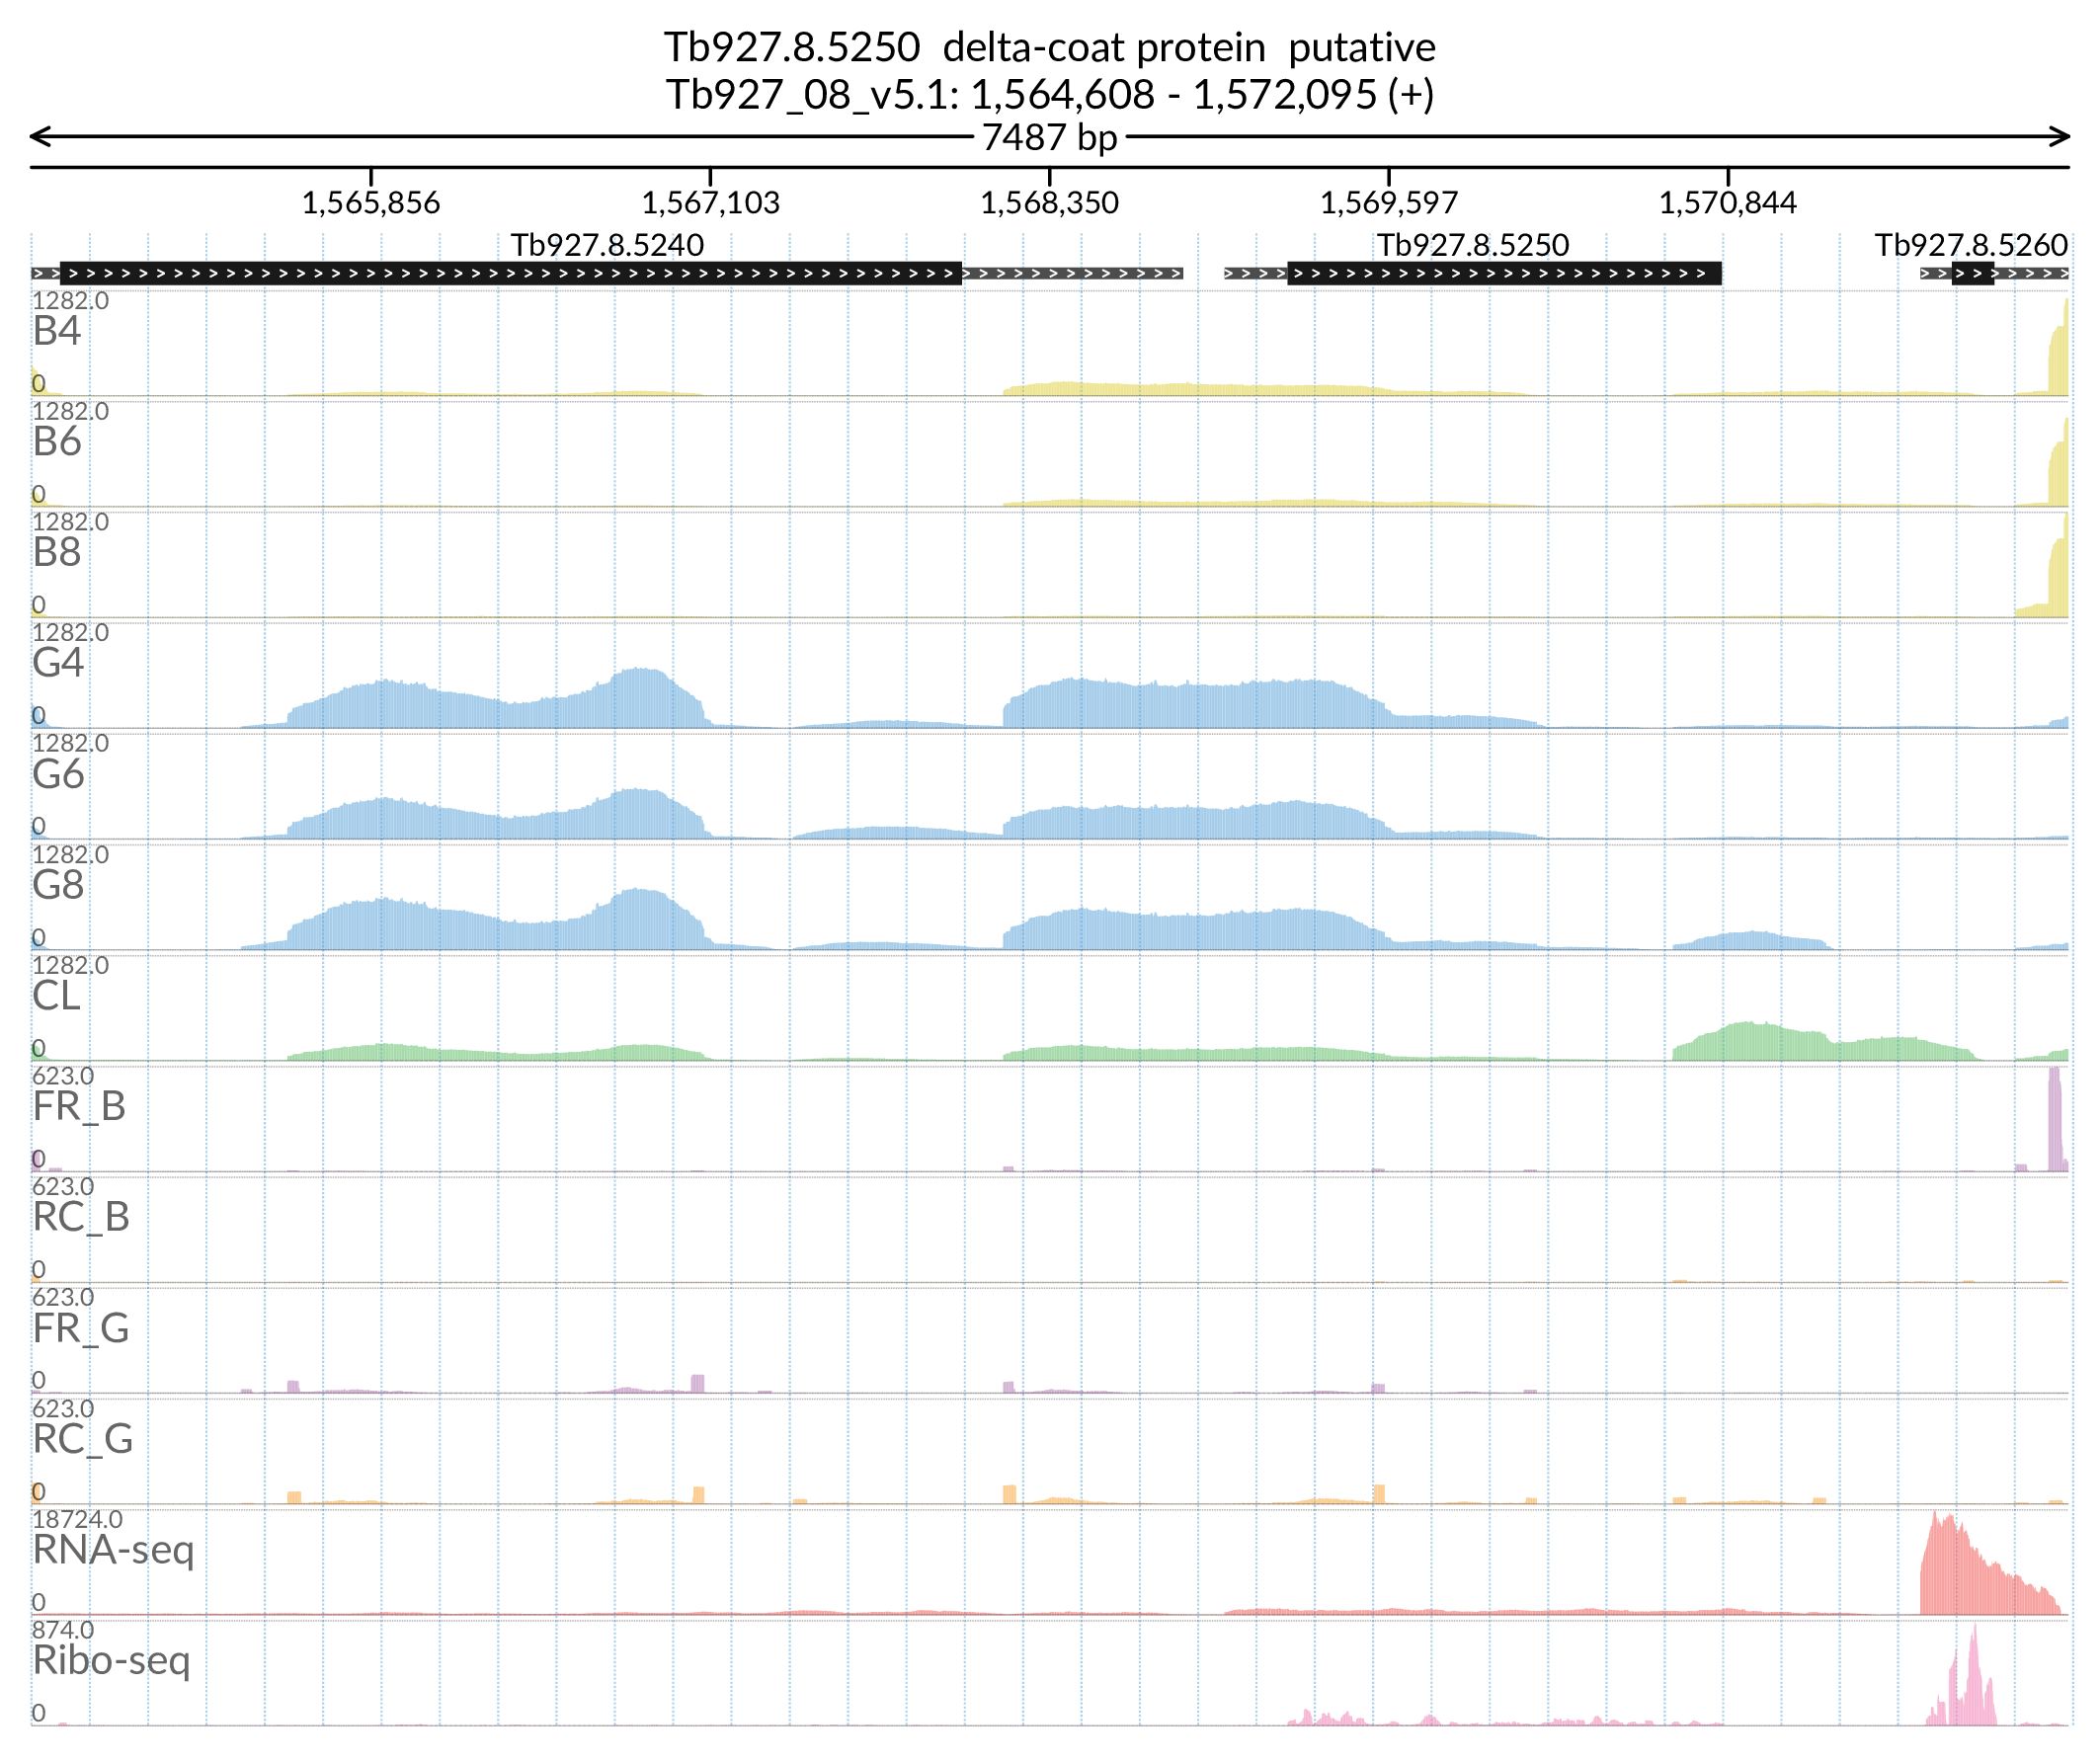 Tb927.8.5250  delta-coat protein  putative
Tb927_08_v5.1: 1,564,608 - 1,572,095 (+)
7487 bp
1,565,856 1,567,103 1,568,350 1,569,597 1,570,844
Tb927.8.5240 Tb927.8.5250 Tb927.8.5260
1282.0
B4
0
1282.0
B6
0
1282.0
B8
0
1282.0
G4
0
1282.0
G6
0
1282.0
G8
0
1282.0
CL
0
623.0
FR_B
0
623.0
RC_B
0
623.0
FR_G
0
623.0
RC_G
0
18724.0
RNA-seq
0
874.0
Ribo-seq
0